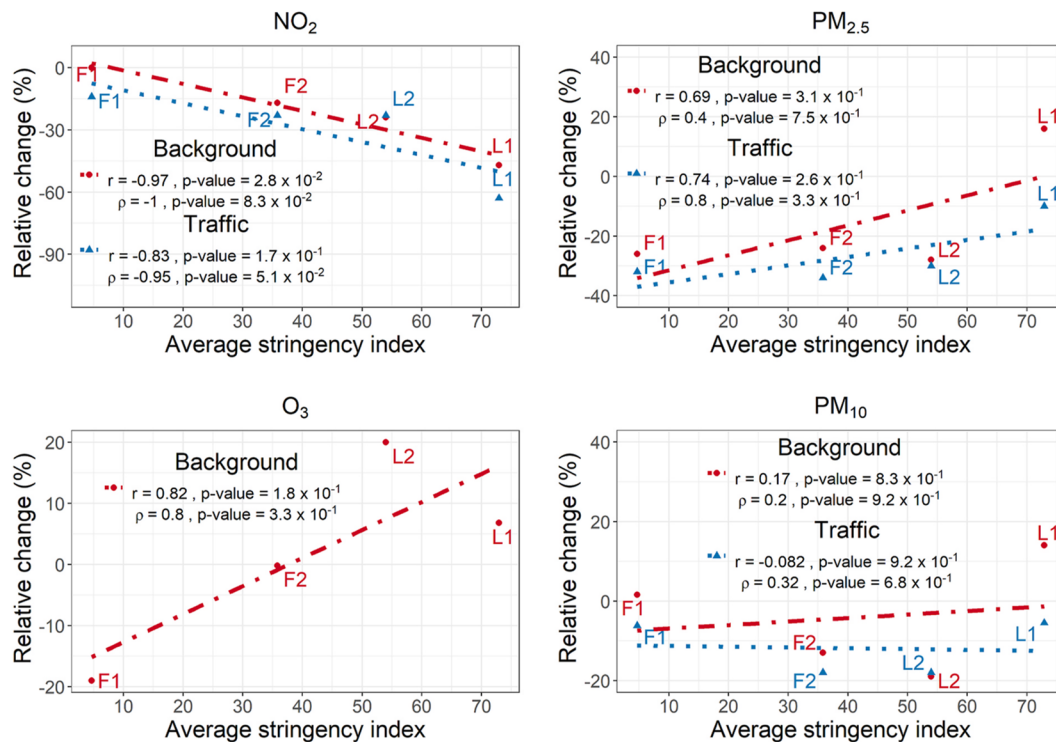 NO₂
Relative change (%)
0
-30
-60
-90
F1
F1
F2
F2
L2
L2
L1
L1
Background
r = -0.97 , p-value = 2.8 x 10⁻²
ρ = -1 , p-value = 8.3 x 10⁻²
Traffic
r = -0.83 , p-value = 1.7 x 10⁻¹
ρ = -0.95 , p-value = 5.1 x 10⁻²
10 20 30 40 50 60 70
Average stringency index
PM₂.₅
Relative change (%)
40
20
0
-20
-40
Background
r = 0.69 , p-value = 3.1 x 10⁻¹
ρ = 0.4 , p-value = 7.5 x 10⁻¹
Traffic
r = 0.74 , p-value = 2.6 x 10⁻¹
ρ = 0.8 , p-value = 3.3 x 10⁻¹
L1
L1
F1
F1
F2
F2
L2
L2
10 20 30 40 50 60 70
Average stringency index
O₃
Relative change (%)
20
10
0
-10
-20
Background
r = 0.82 , p-value = 1.8 x 10⁻¹
ρ = 0.8 , p-value = 3.3 x 10⁻¹
L2
L1
F2
F1
10 20 30 40 50 60 70
Average stringency index
PM₁₀
Relative change (%)
40
20
0
-20
Background
r = 0.17 , p-value = 8.3 x 10⁻¹
ρ = 0.2 , p-value = 9.2 x 10⁻¹
Traffic
r = -0.082 , p-value = 9.2 x 10⁻¹
ρ = 0.32 , p-value = 6.8 x 10⁻¹
L1
F1
F1
L1
F2
F2
L2
L2
10 20 30 40 50 60 70
Average stringency index